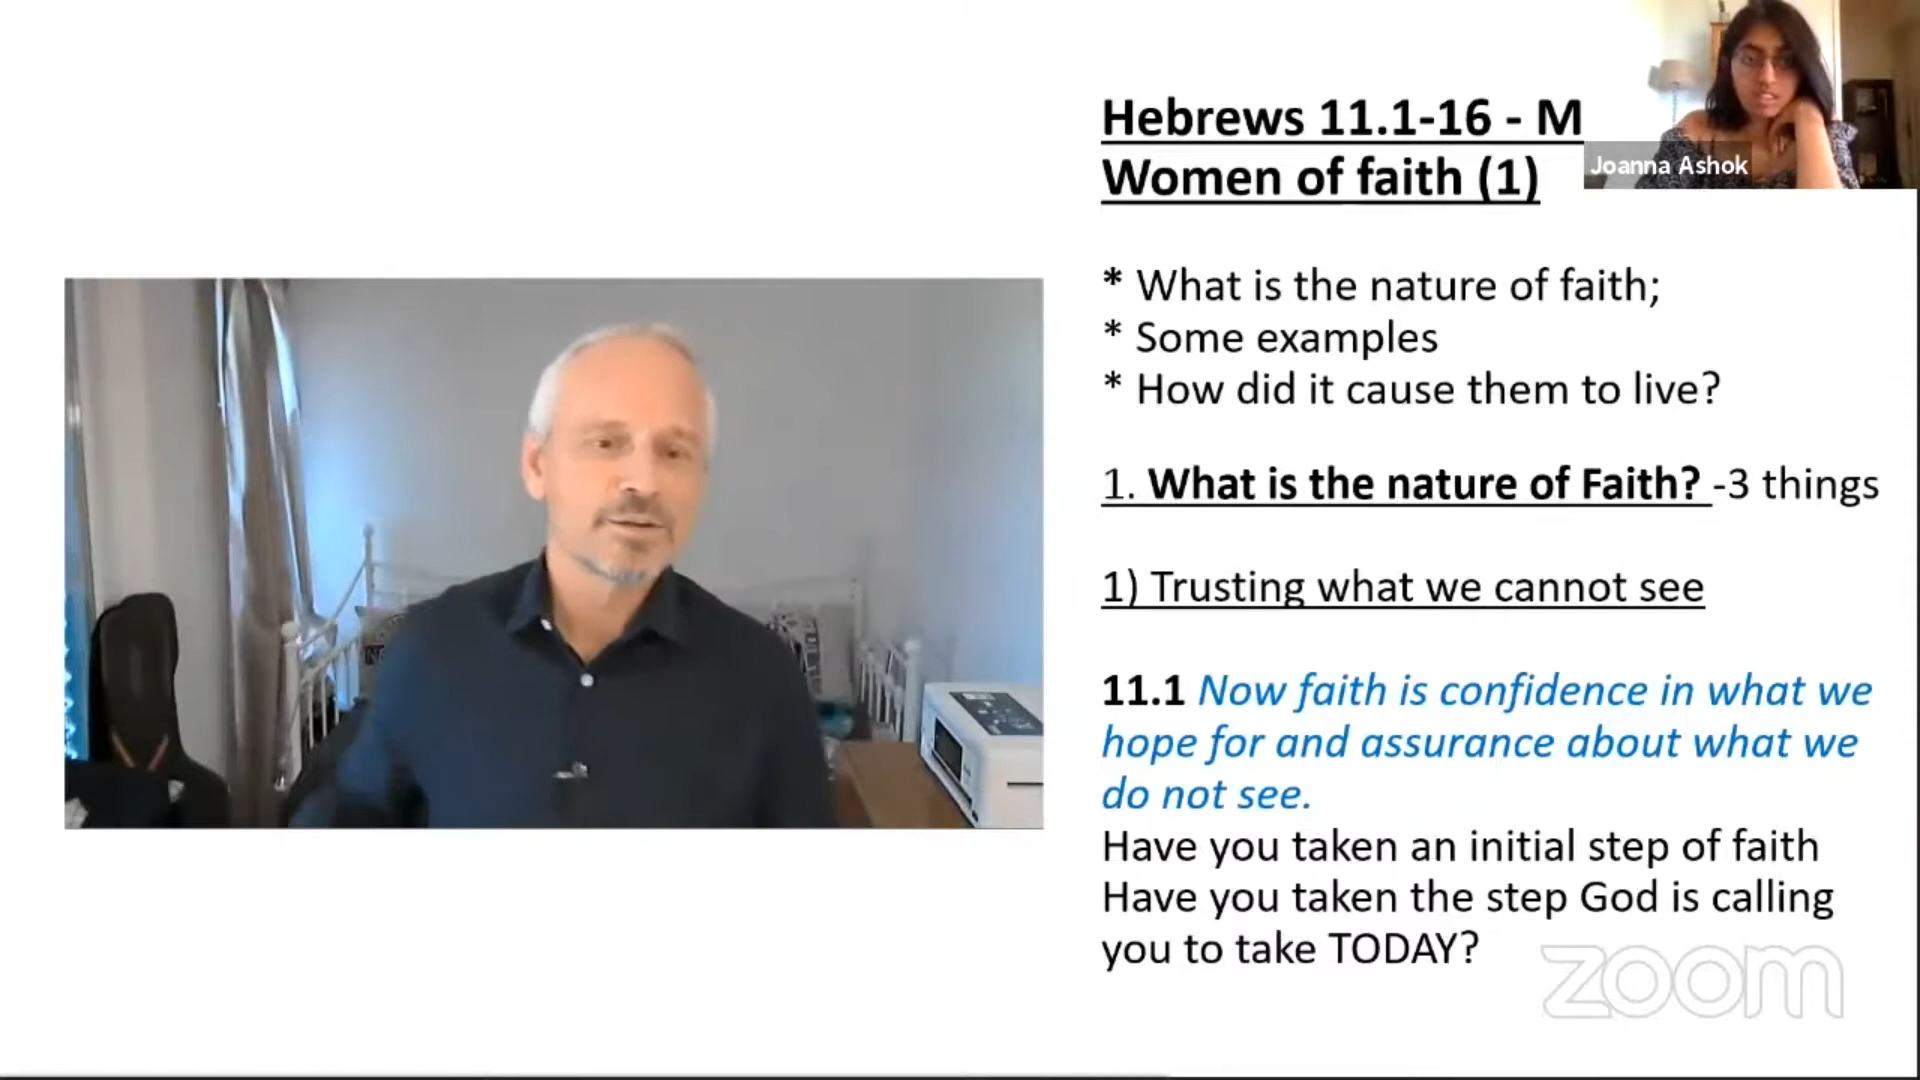 Hebrews 11.1-16 - M
Women of faith (1)
Joanna Ashok
* What is the nature of faith;
* Some examples
* How did it cause them to live?
1. What is the nature of Faith? -3 things
1) Trusting what we cannot see
11.1 Now faith is confidence in what we
hope for and assurance about what we
do not see.
Have you taken an initial step of faith
Have you taken the step God is calling
you to take TODAY?
zoom